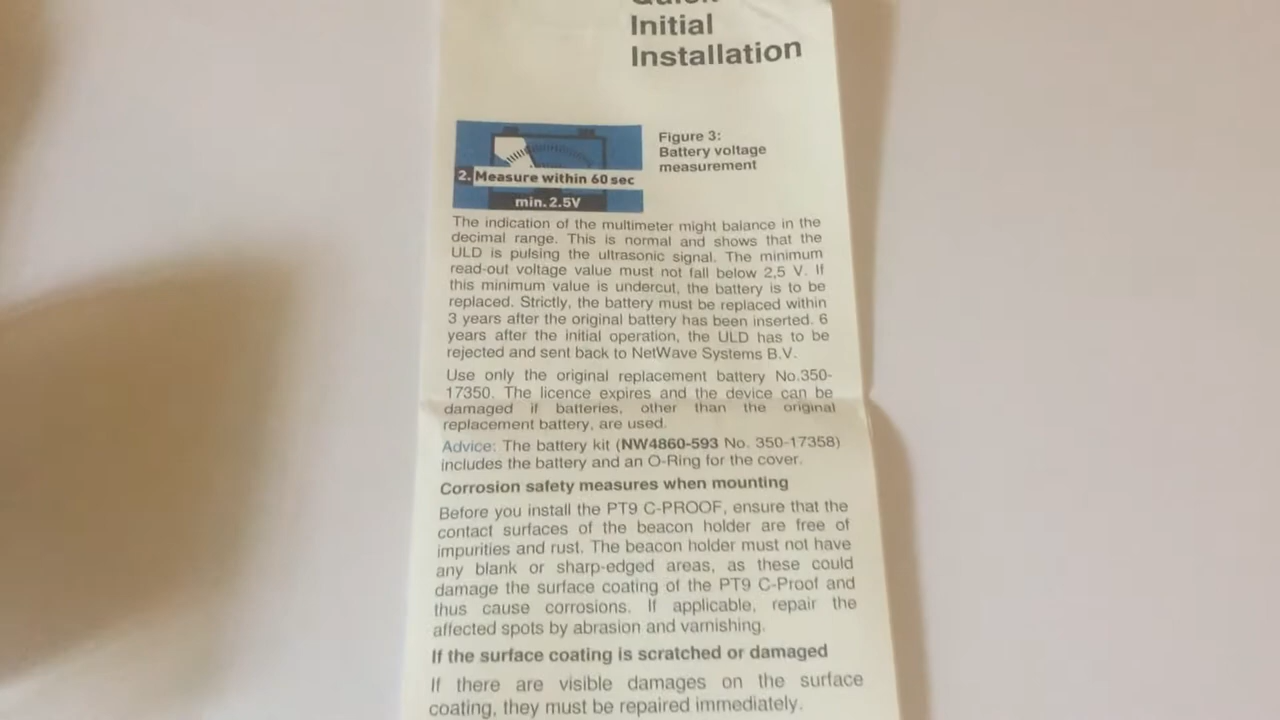 Quick
Initial
Installation
Figure 3:
Battery voltage
measurement
2. Measure within 60 sec
min. 2.5V
The indication of the multimeter might balance in the
decimal range. This is normal and shows that the
ULD is pulsing the ultrasonic signal. The minimum
read-out voltage value must not fall below 2,5 V. If
this minimum value is undercut, the battery is to be
replaced. Strictly, the battery must be replaced within
3 years after the original battery has been inserted. 6
years after the initial operation, the ULD has to be
rejected and sent back to NetWave Systems B.V.
Use only the original replacement battery No.350-
17350. The licence expires and the device can be
damaged if batteries, other than the original
replacement battery, are used.
Advice: The battery kit (NW4860-593 No. 350-17358)
includes the battery and an O-Ring for the cover.
Corrosion safety measures when mounting
Before you install the PT9 C-PROOF, ensure that the
contact surfaces of the beacon holder are free of
impurities and rust. The beacon holder must not have
any blank or sharp-edged areas, as these could
damage the surface coating of the PT9 C-Proof and
thus cause corrosions. If applicable, repair the
affected spots by abrasion and varnishing.
If the surface coating is scratched or damaged
If there are visible damages on the surface
coating, they must be repaired immediately.